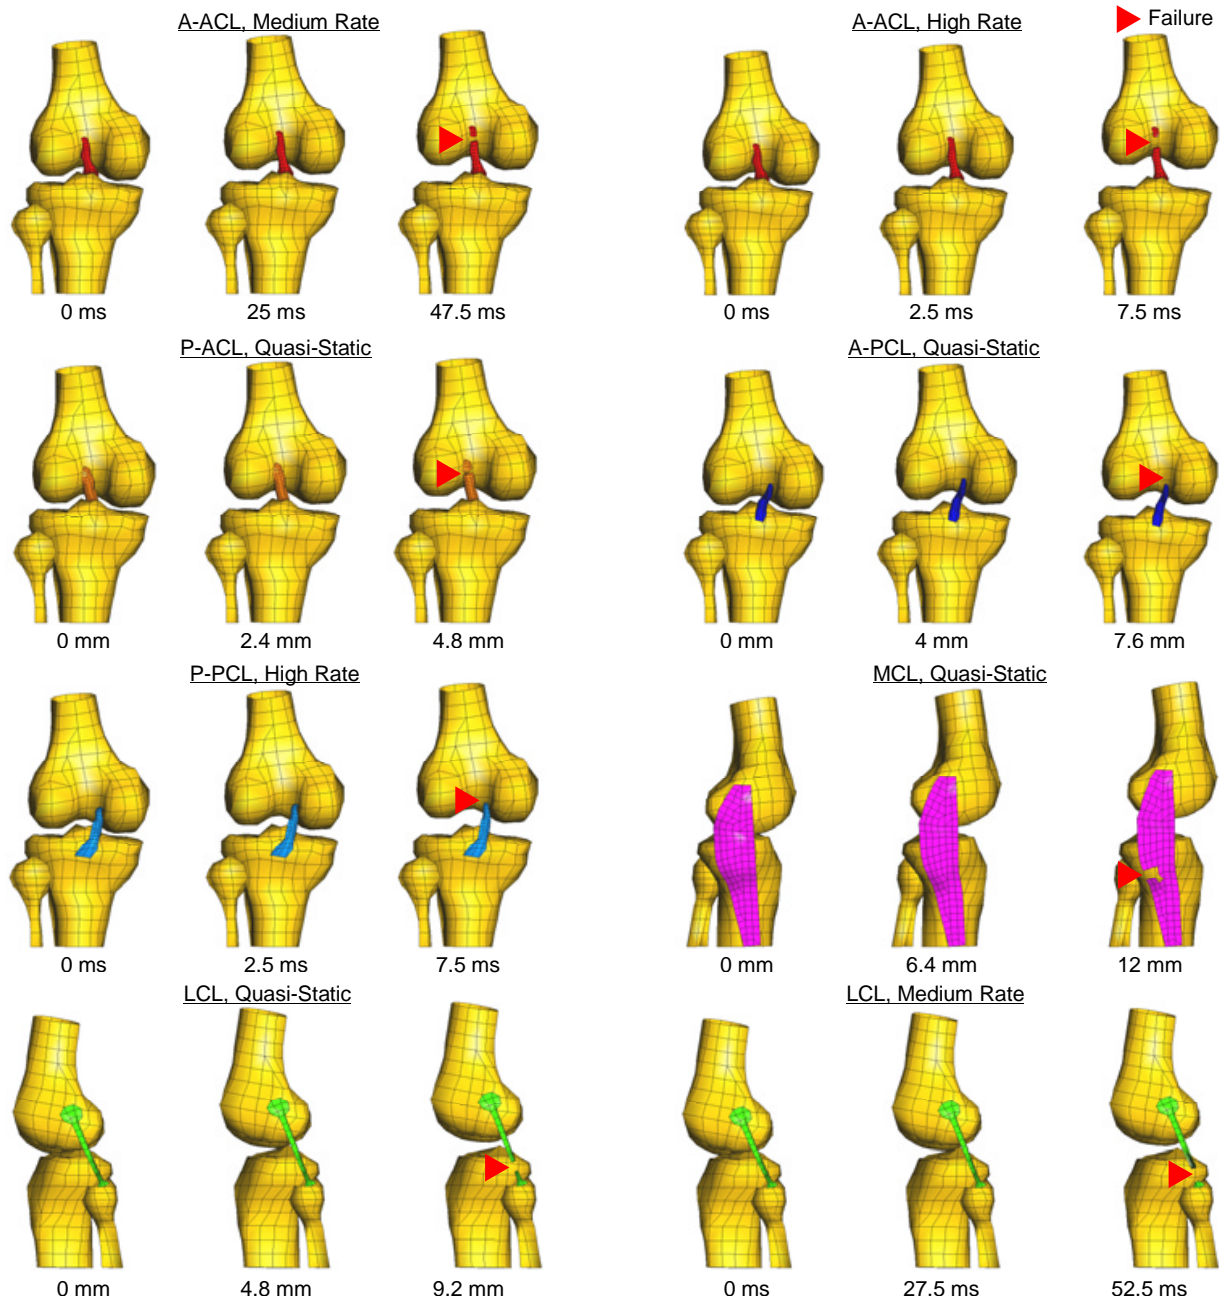 A-ACL, Medium Rate
A-ACL, High Rate
Failure
0 ms
25 ms
47.5 ms
0 ms
2.5 ms
7.5 ms
P-ACL, Quasi-Static
A-PCL, Quasi-Static
0 mm
2.4 mm
4.8 mm
0 mm
4 mm
7.6 mm
P-PCL, High Rate
MCL, Quasi-Static
0 ms
2.5 ms
7.5 ms
0 mm
6.4 mm
12 mm
LCL, Quasi-Static
LCL, Medium Rate
0 mm
4.8 mm
9.2 mm
0 ms
27.5 ms
52.5 ms